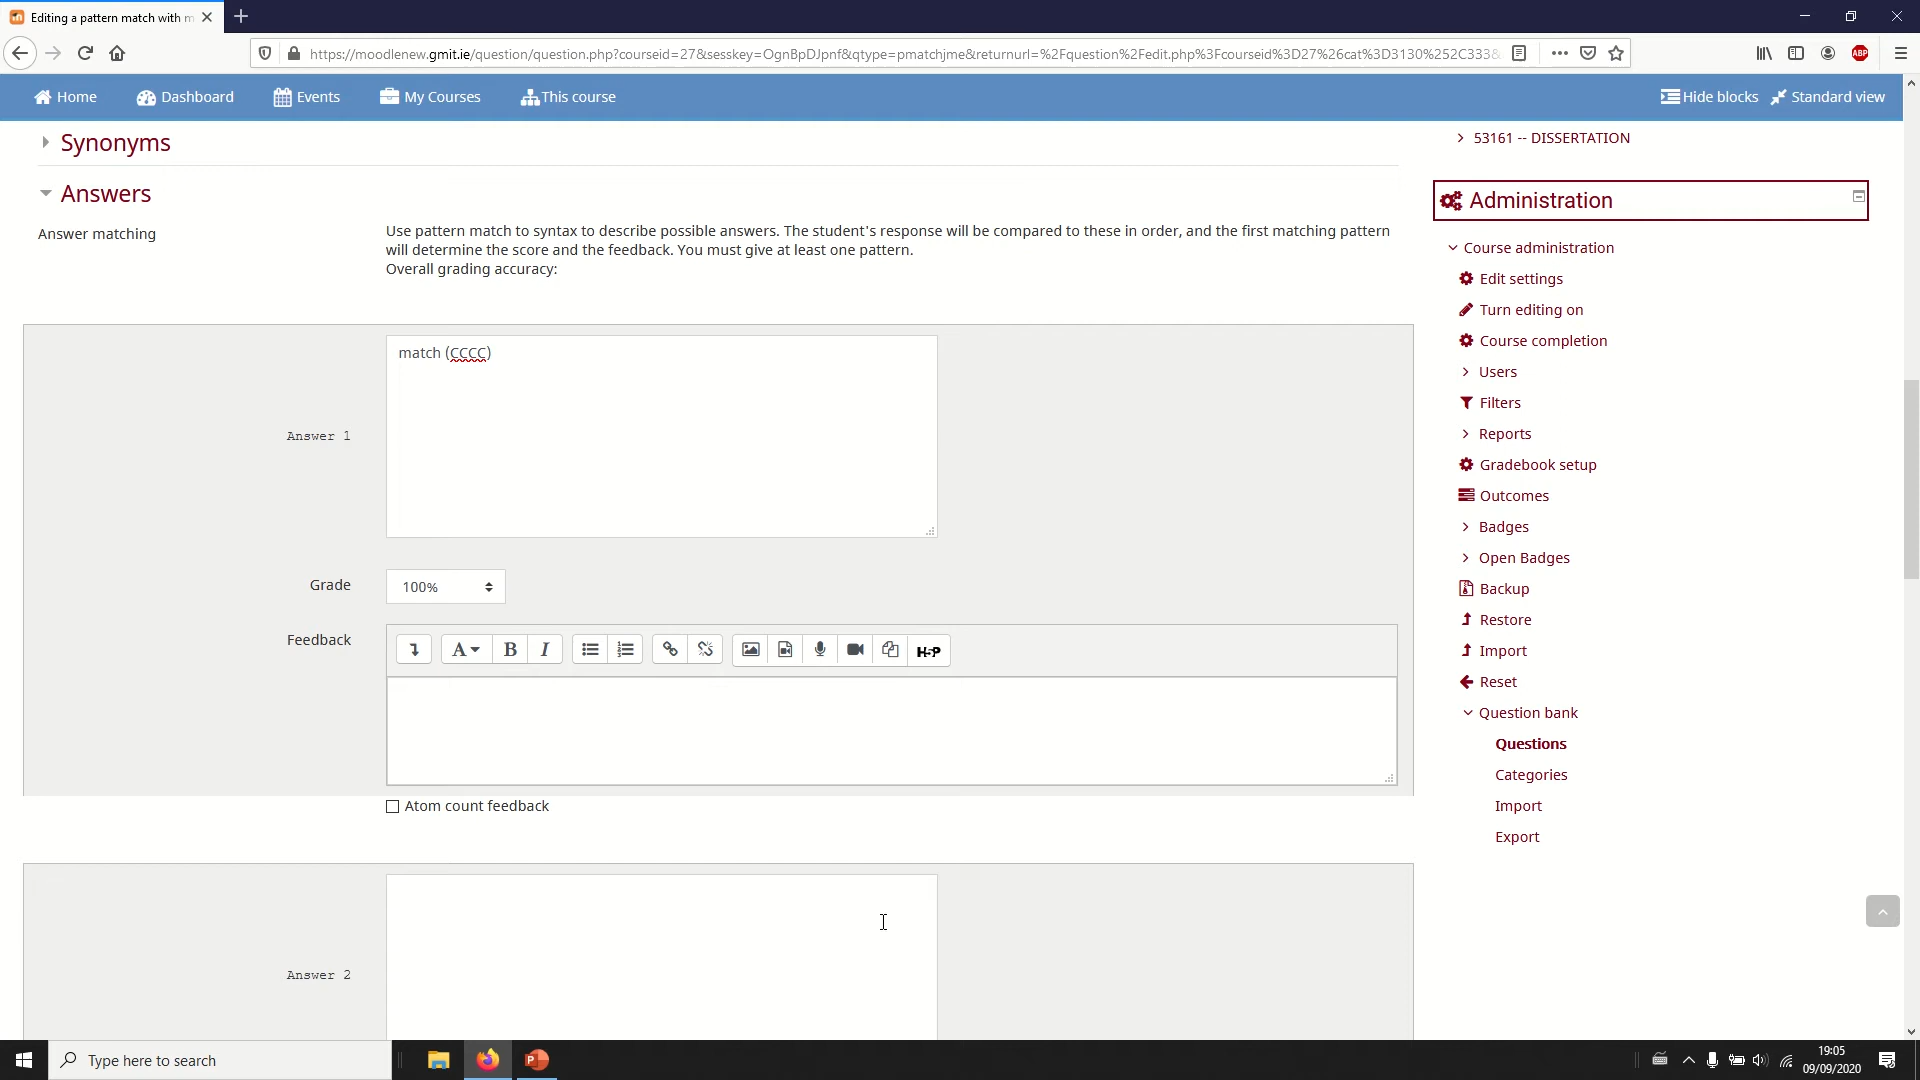 Editing a pattern match with m
https://moodlenew.gmit.ie/question/question.php?courseid=27&sesskey=OgnBpDJpnf&qtype=pmatchjme&returnurl=%2Fquestion%2Fedit.php%3Fcourseid%3D27%26cat%3D3130%252C333&
ABP
Home
Dashboard
Events
My Courses
This course
Hide blocks
Standard view
Synonyms
53161 -- DISSERTATION
Answers
Administration
Answer matching
Use pattern match to syntax to describe possible answers. The student's response will be compared to these in order, and the first matching pattern
will determine the score and the feedback. You must give at least one pattern.
Overall grading accuracy:
Course administration
Edit settings
Turn editing on
Course completion
Users
Filters
Reports
Gradebook setup
Outcomes
Badges
Open Badges
Backup
Restore
Import
Reset
Question bank
Questions
Categories
Import
Export
match (CCCC)
Answer 1
Grade
100%
Feedback
A
B
I
H-P
Atom count feedback
Answer 2
Type here to search
P
19:05
09/09/2020